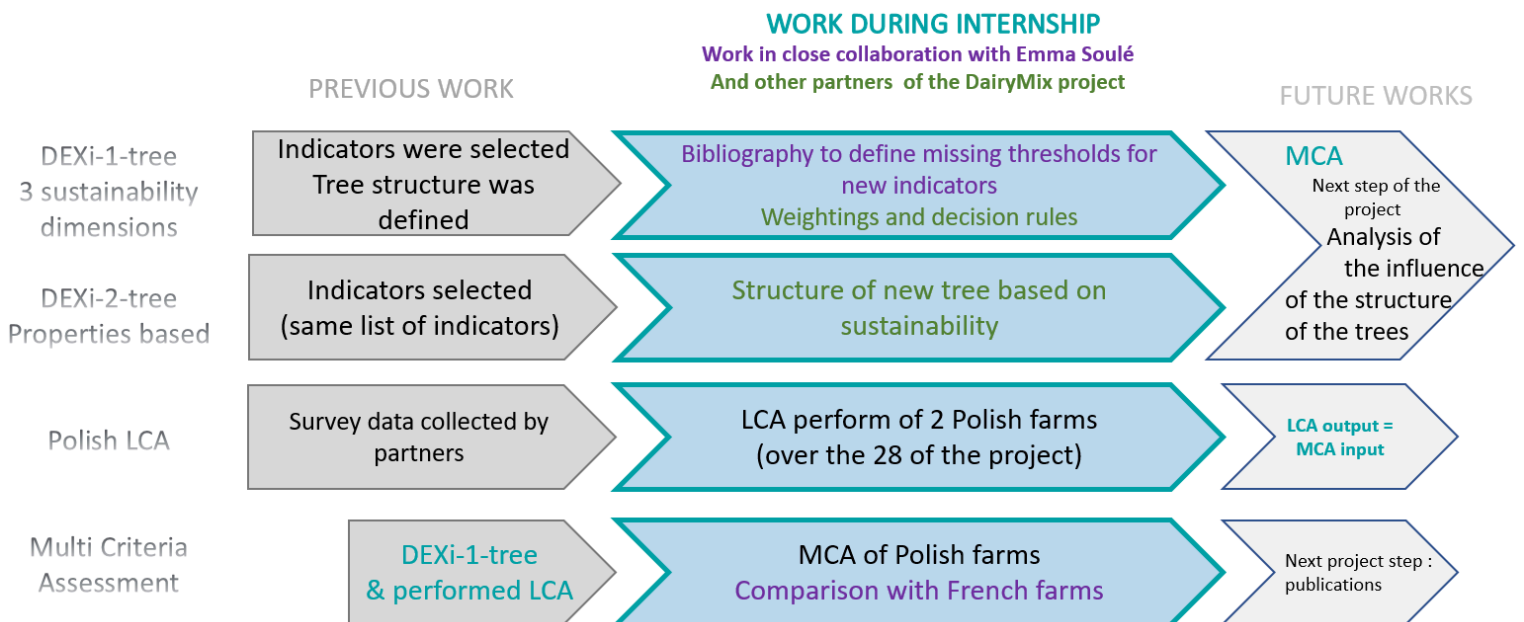 WORK DURING INTERNSHIP
Work in close collaboration with Emma Soulé
And other partners of the DairyMix project
PREVIOUS WORK
FUTURE WORKS
DEXi-1-tree
3 sustainability
dimensions
Indicators were selected
Tree structure was
defined
Bibliography to define missing thresholds for
new indicators
Weightings and decision rules
MCA
Next step of the
project
Analysis of
the influence
of the structure
of the trees
DEXi-2-tree
Properties based
Indicators selected
(same list of indicators)
Structure of new tree based on
sustainability
Polish LCA
Survey data collected by
partners
LCA perform of 2 Polish farms
(over the 28 of the project)
LCA output =
MCA input
Multi Criteria
Assessment
DEXi-1-tree
& performed LCA
MCA of Polish farms
Comparison with French farms
Next project step :
publications